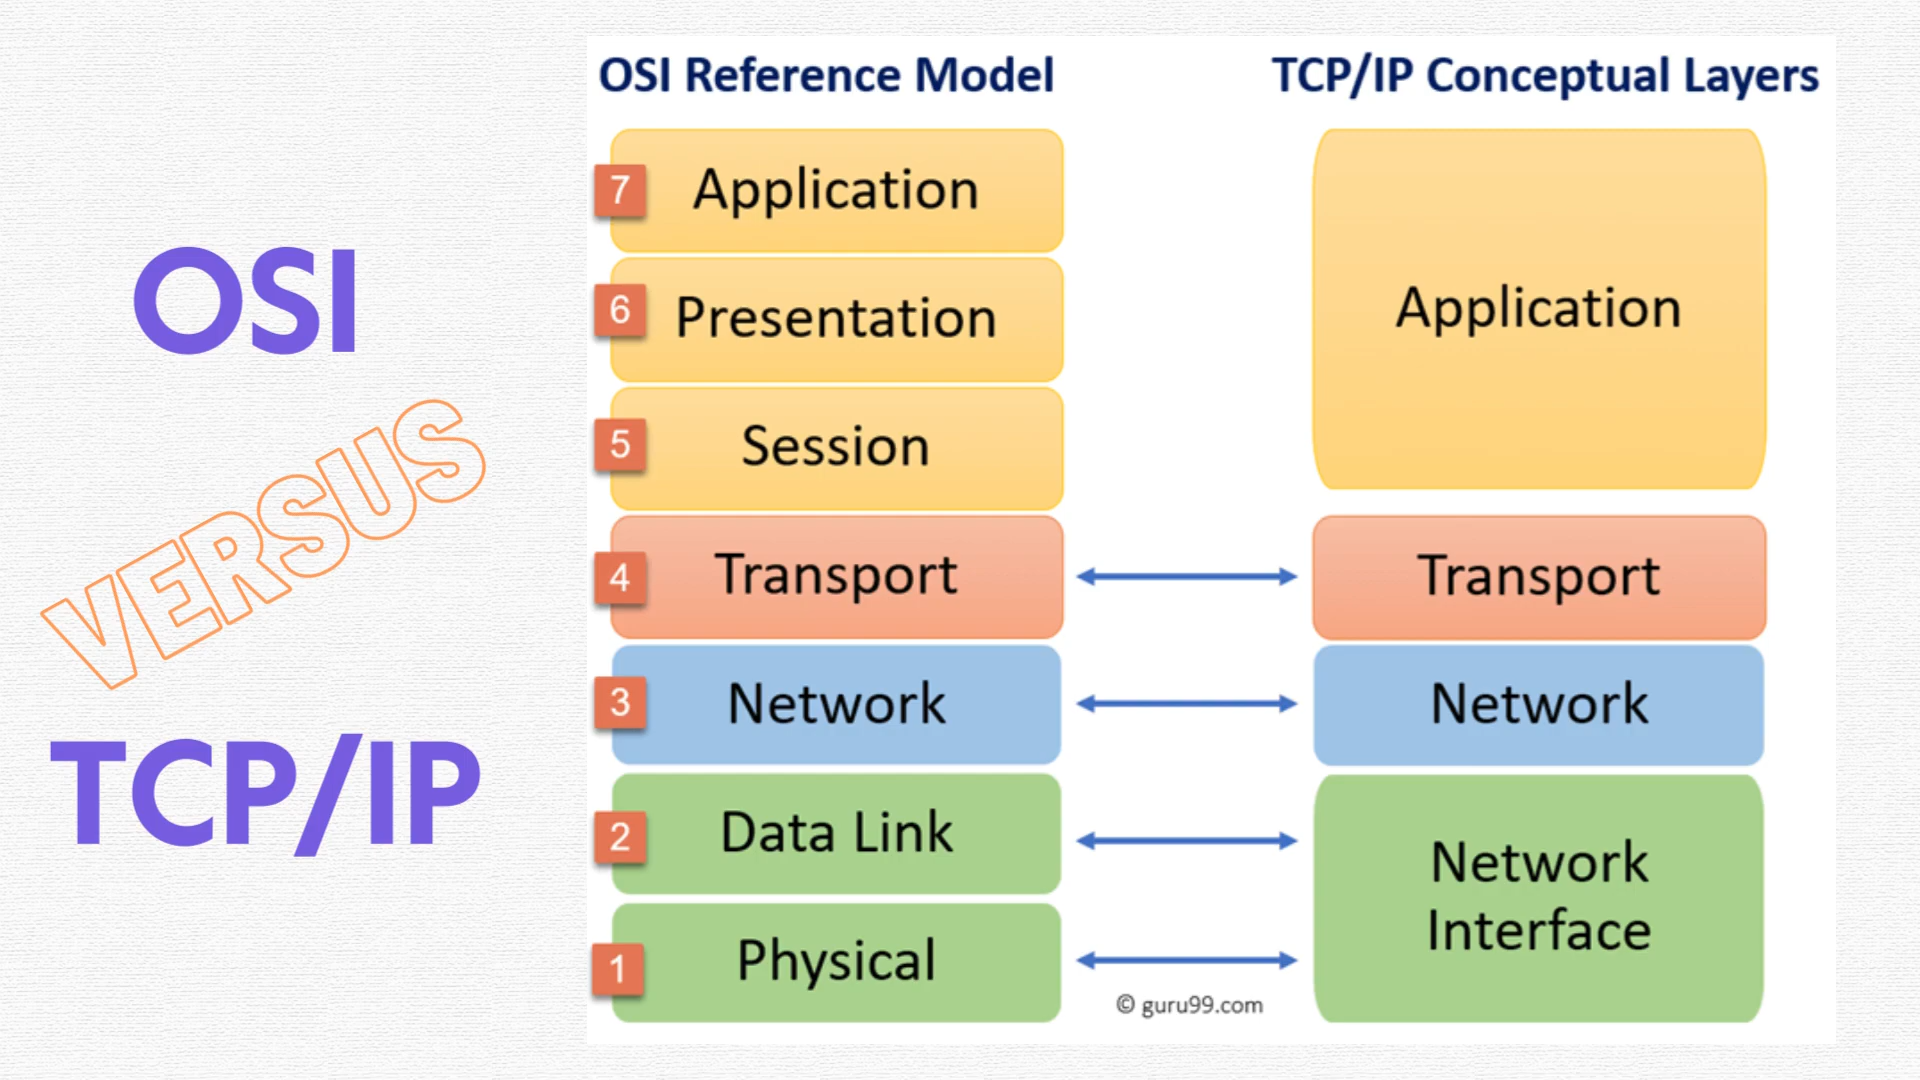 OSI
VERSUS
TCP/IP
OSI Reference Model
7 Application
6 Presentation
5 Session
4 Transport
3 Network
2 Data Link
1 Physical
TCP/IP Conceptual Layers
Application
Transport
Network
Network
Interface
© guru99.com